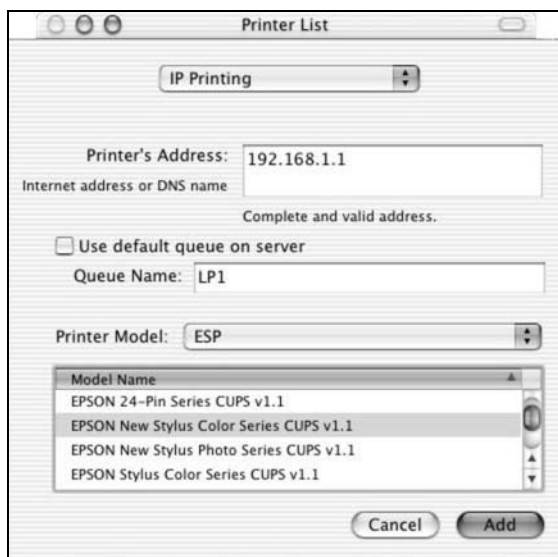 Printer List
IP Printing
Printer's Address: 192.168.1.1
Internet address or DNS name
Complete and valid address.
Use default queue on server
Queue Name: LP1
Printer Model: ESP
Model Name
EPSON 24-Pin Series CUPS v1.1
EPSON New Stylus Color Series CUPS v1.1
EPSON New Stylus Photo Series CUPS v1.1
EPSON Stylus Color Series CUPS v1.1
Cancel Add